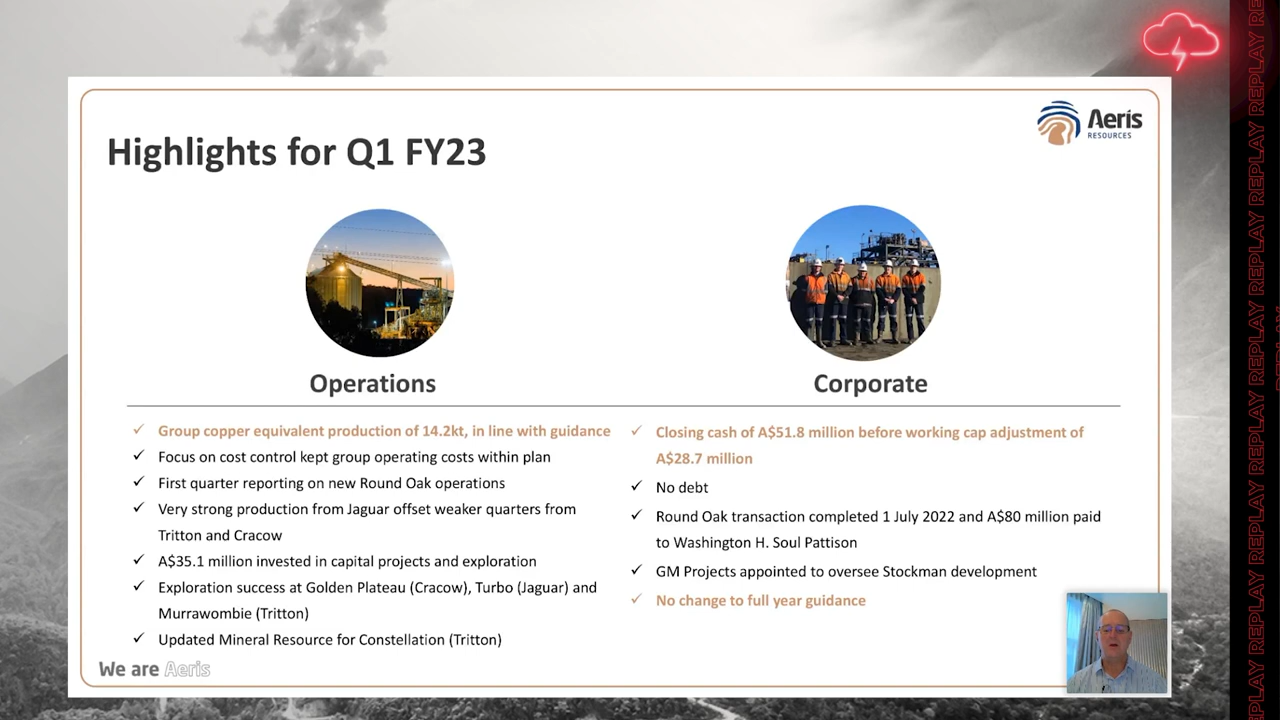 Highlights for Q1 FY23
Aeris
RESOURCES
Operations
Group copper equivalent production of 14.2kt, in line with guidance
Focus on cost control kept group operating costs within plan
First quarter reporting on new Round Oak operations
Very strong production from Jaguar offset weaker quarters from
Tritton and Cracow
A$35.1 million invested in capital projects and exploration
Exploration success at Golden Plateau (Cracow), Turbo (Jaguar) and
Murrawombie (Tritton)
Updated Mineral Resource for Constellation (Tritton)
Corporate
Closing cash of A$51.8 million before working cap adjustment of
A$28.7 million
No debt
Round Oak transaction completed 1 July 2022 and A$80 million paid
to Washington H. Soul Pattison
GM Projects appointed to oversee Stockman development
No change to full year guidance
We are Aeris
REPLAY REPLAY REPLAY REPLAY REPLAY REPLAY REPLAY REPLAY